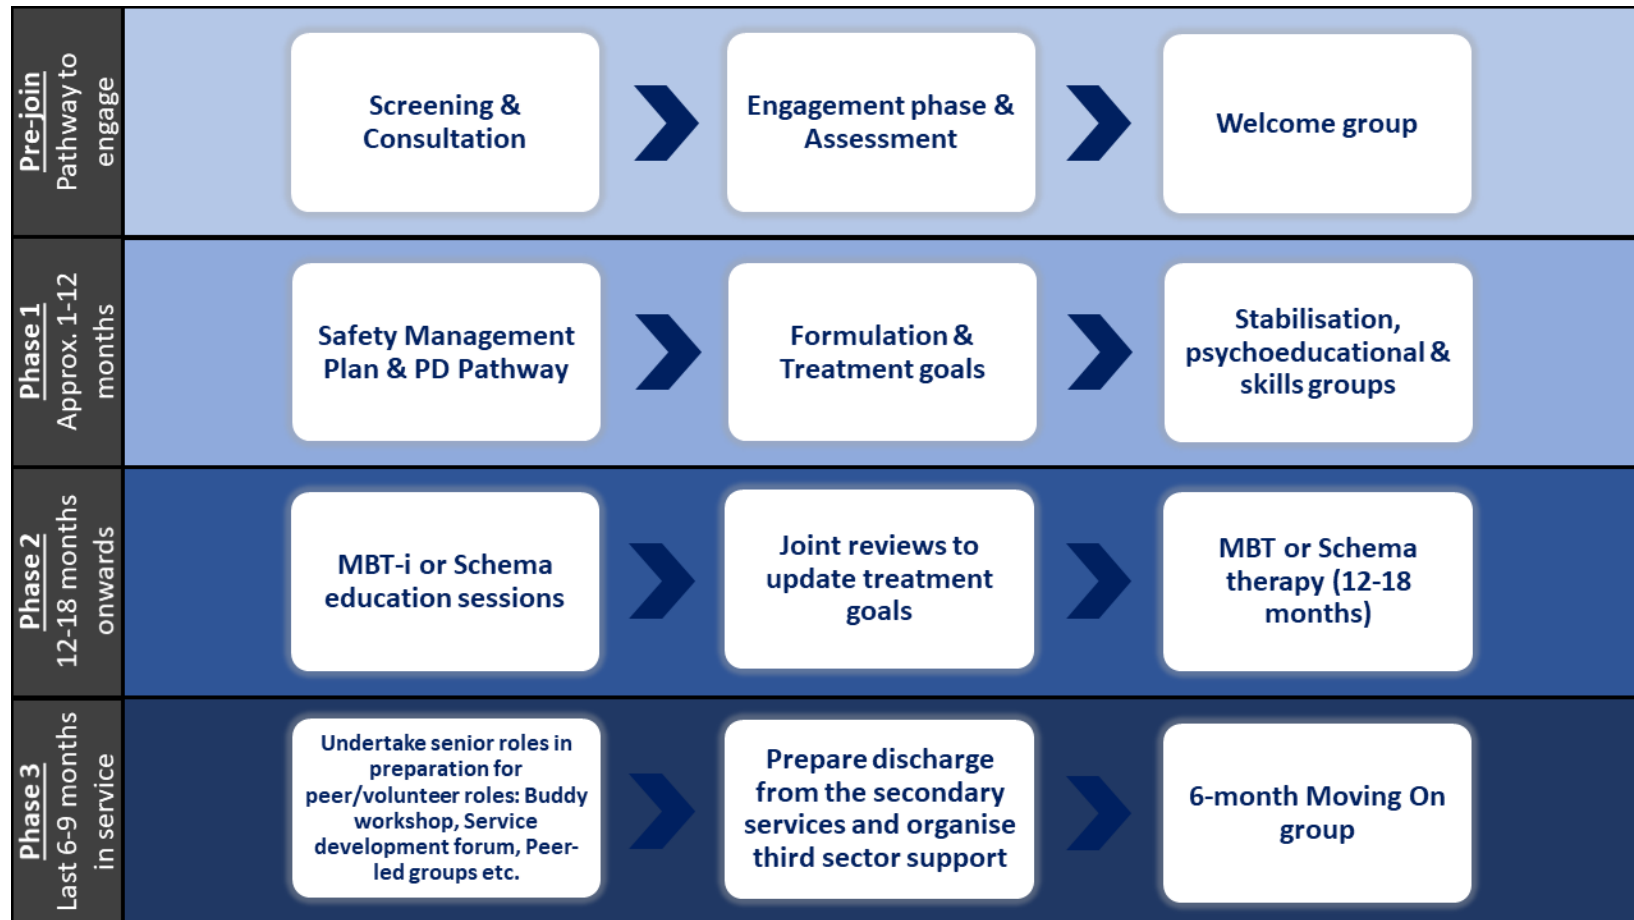 Pre-join
Pathway to
engage
Screening &
Consultation
Engagement phase &
Assessment
Welcome group
Phase 1
Approx. 1-12
months
Safety Management
Plan & PD Pathway
Formulation &
Treatment goals
Stabilisation,
psychoeducational &
skills groups
Phase 2
12-18 months
onwards
MBT-i or Schema
education sessions
Joint reviews to
update treatment
goals
MBT or Schema
therapy (12-18
months)
Phase 3
Last 6-9 months
in service
Undertake senior roles in
preparation for
peer/volunteer roles: Buddy
workshop, Service
development forum, Peer-
led groups etc.
Prepare discharge
from the secondary
services and organise
third sector support
6-month Moving On
group